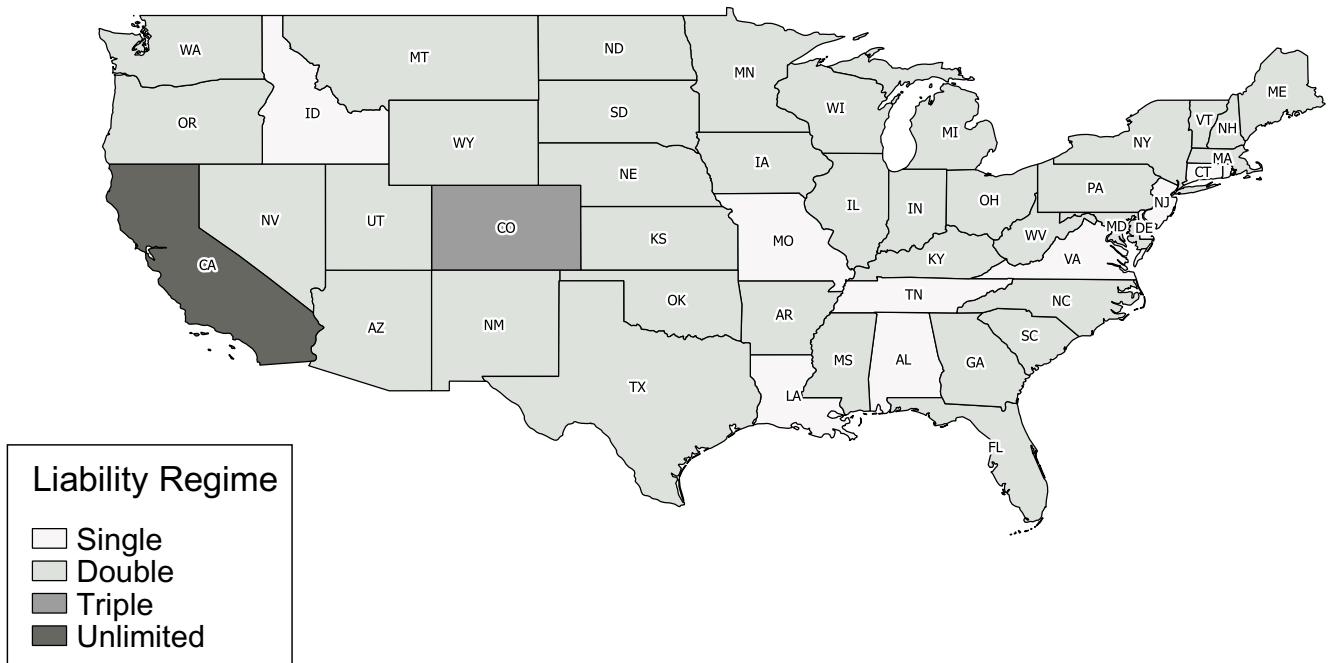 WA
MT
ND
MN
ME
OR
ID
SD
WI
MI
VT
NH
NY
WY
IA
MA
CT
NE
PA
NV
UT
CO
KS
MO
IL
IN
OH
NJ
WV
MD
DE
CA
KY
VA
AZ
NM
OK
AR
TN
NC
TX
MS
AL
GA
SC
LA
FL
Liability Regime
Single
Double
Triple
Unlimited